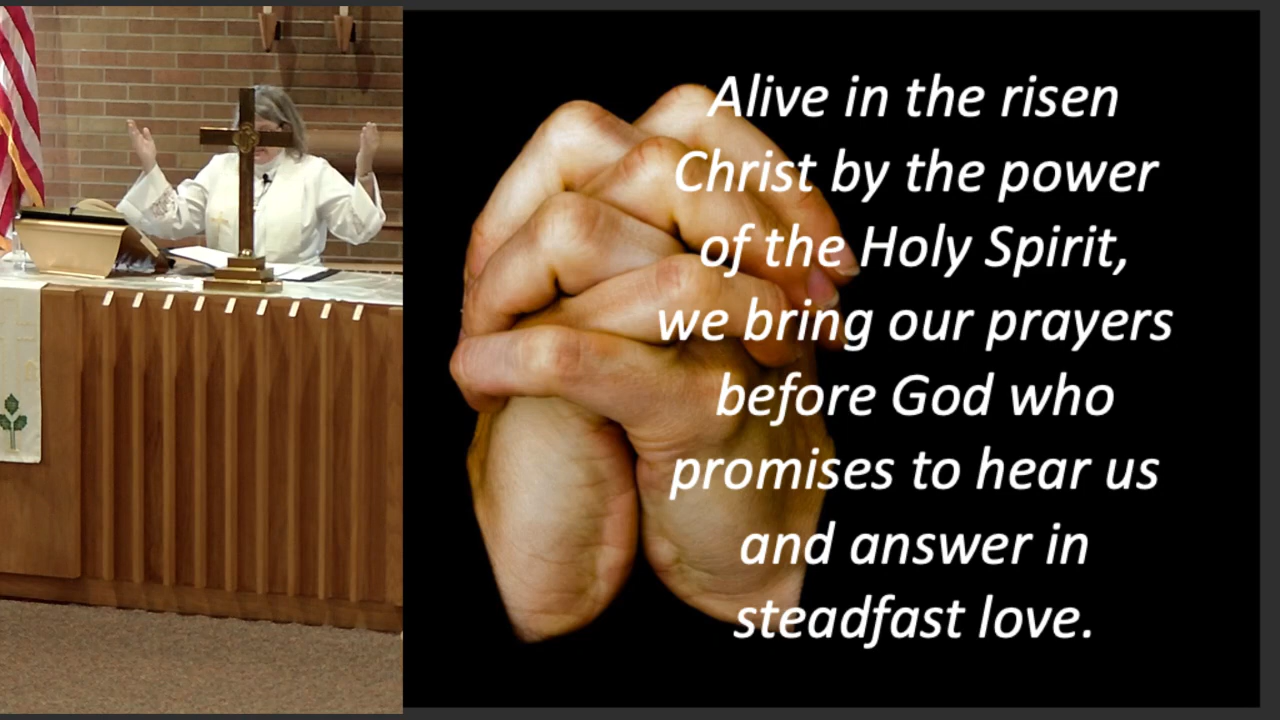 Alive in the risen
Christ by the power
of the Holy Spirit,
we bring our prayers
before God who
promises to hear us
and answer in
steadfast love.